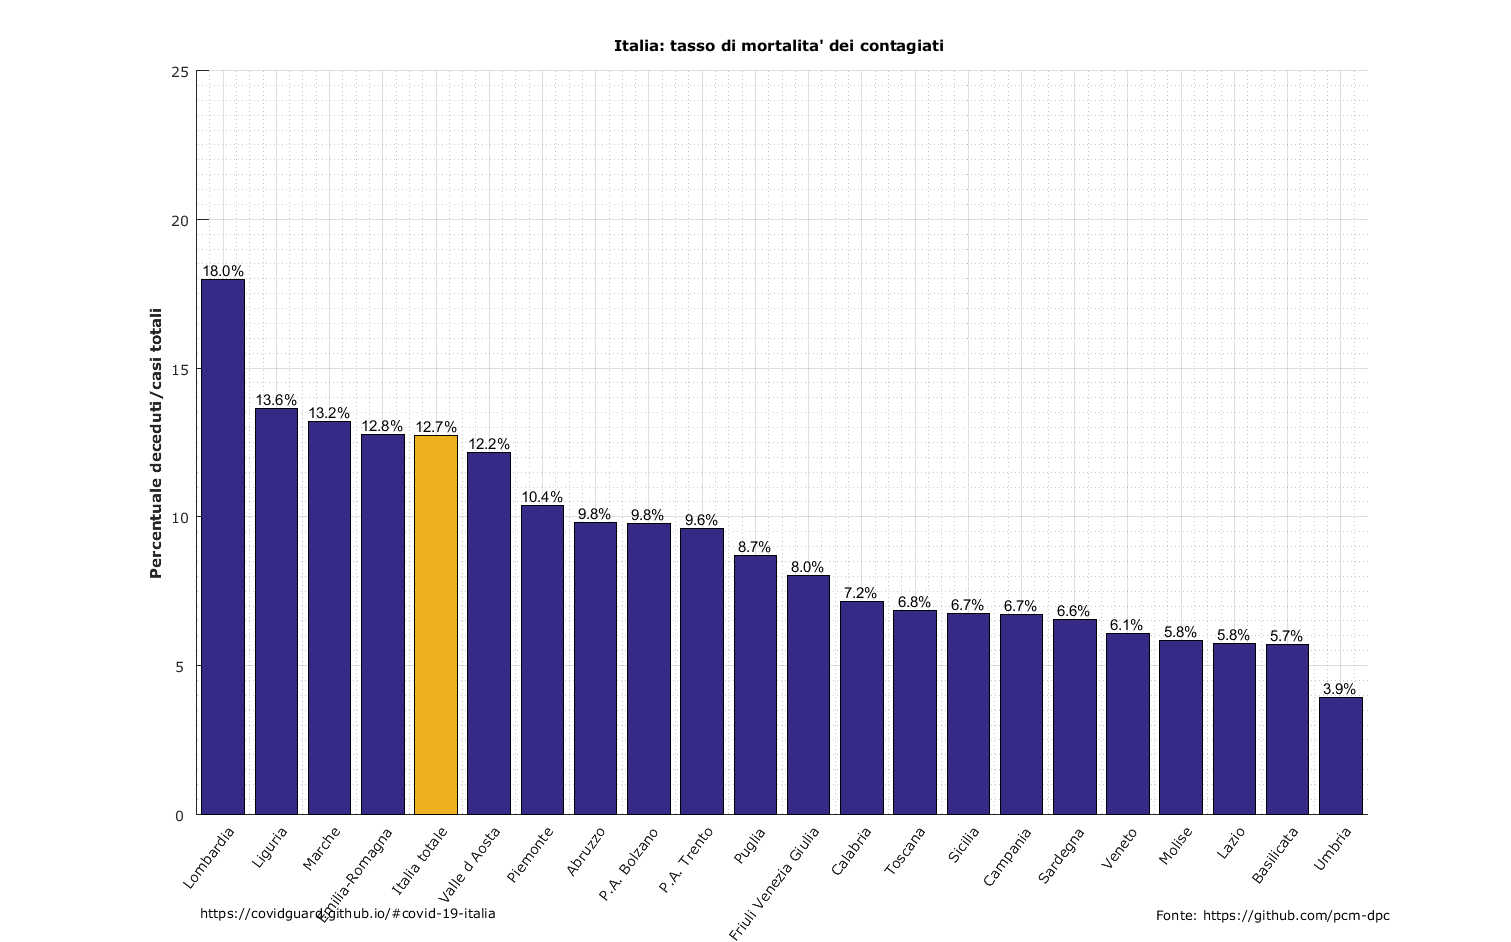 Italia: tasso di mortalita' dei contagiati
Percentuale deceduti/casi totali
25
20
15
10
5
0
18.0%
13.6%
13.2%
12.8%
12.7%
12.2%
10.4%
9.8%
9.8%
9.6%
8.7%
8.0%
7.2%
6.8%
6.7%
6.7%
6.6%
6.1%
5.8%
5.8%
5.7%
3.9%
Lombardia
Liguria
Marche
Emilia-Romagna
Italia totale
Valle d Aosta
Piemonte
Abruzzo
P.A. Bolzano
P.A. Trento
Puglia
Friuli Venezia Giulia
Calabria
Toscana
Sicilia
Campania
Sardegna
Veneto
Molise
Lazio
Basilicata
Umbria
https://covidguard.github.io/#covid-19-italia
Fonte: https://github.com/pcm-dpc